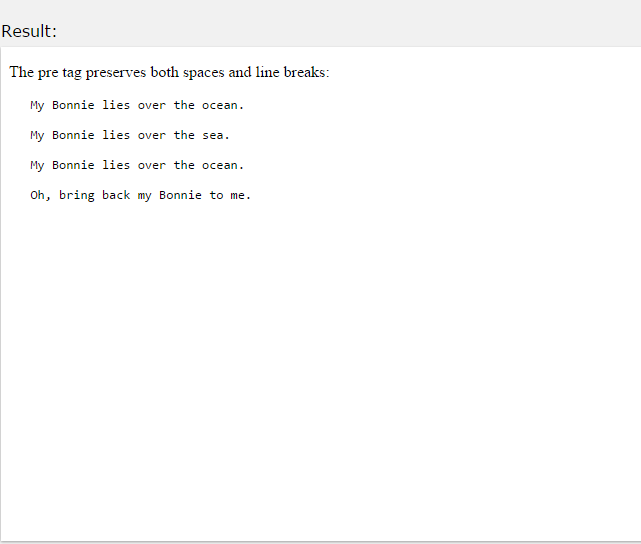 Result:
The pre tag preserves both spaces and line breaks:
My Bonnie lies over the ocean.
My Bonnie lies over the sea.
My Bonnie lies over the ocean.
Oh, bring back my Bonnie to me.